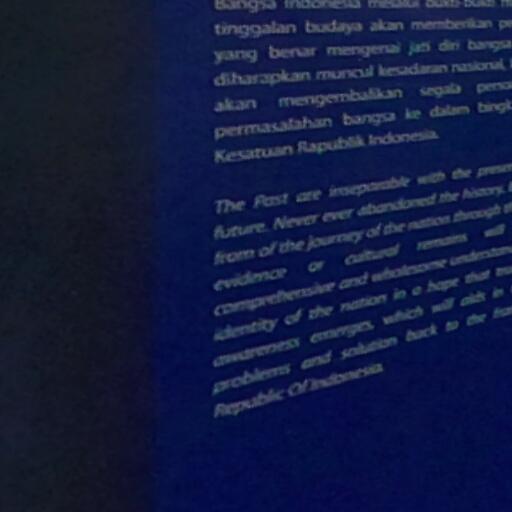 Bangsa Indonesia melalui bukti-bukti
tinggalan budaya akan memberikan
yang benar mengenai jati diri bangsa
diharapkan muncul kesadaran nasional,
akan mengembalikan segala
permasalahan bangsa ke dalam
Kesatuan Rapublik Indonesia.
The Past are inseparable with the
future. Never ever abandoned the history,
from of the journey of the nation through
evidence or cultural remains will
comprehensive and wholesome
identity of the nation in a hope that
awareness emerges, which will aids in
problems and solution back to the
Republic Of Indonesia.